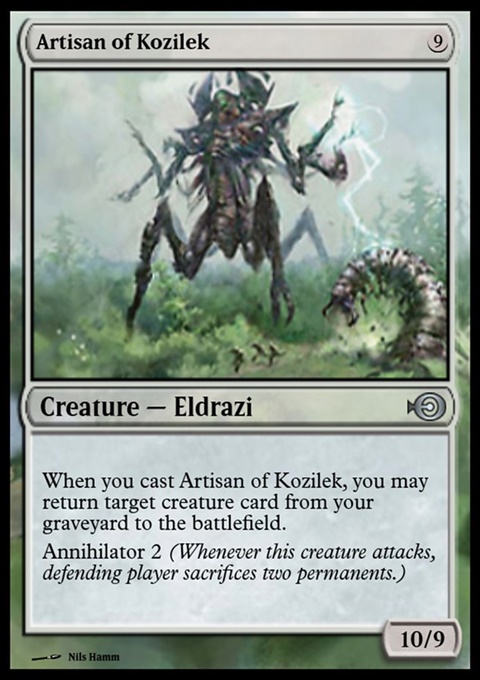 Artisan of Kozilek 9
Creature — Eldrazi
When you cast Artisan of Kozilek, you may
return target creature card from your
graveyard to the battlefield.
Annihilator 2 (Whenever this creature attacks,
defending player sacrifices two permanents.)
10/9
Nils Hamm